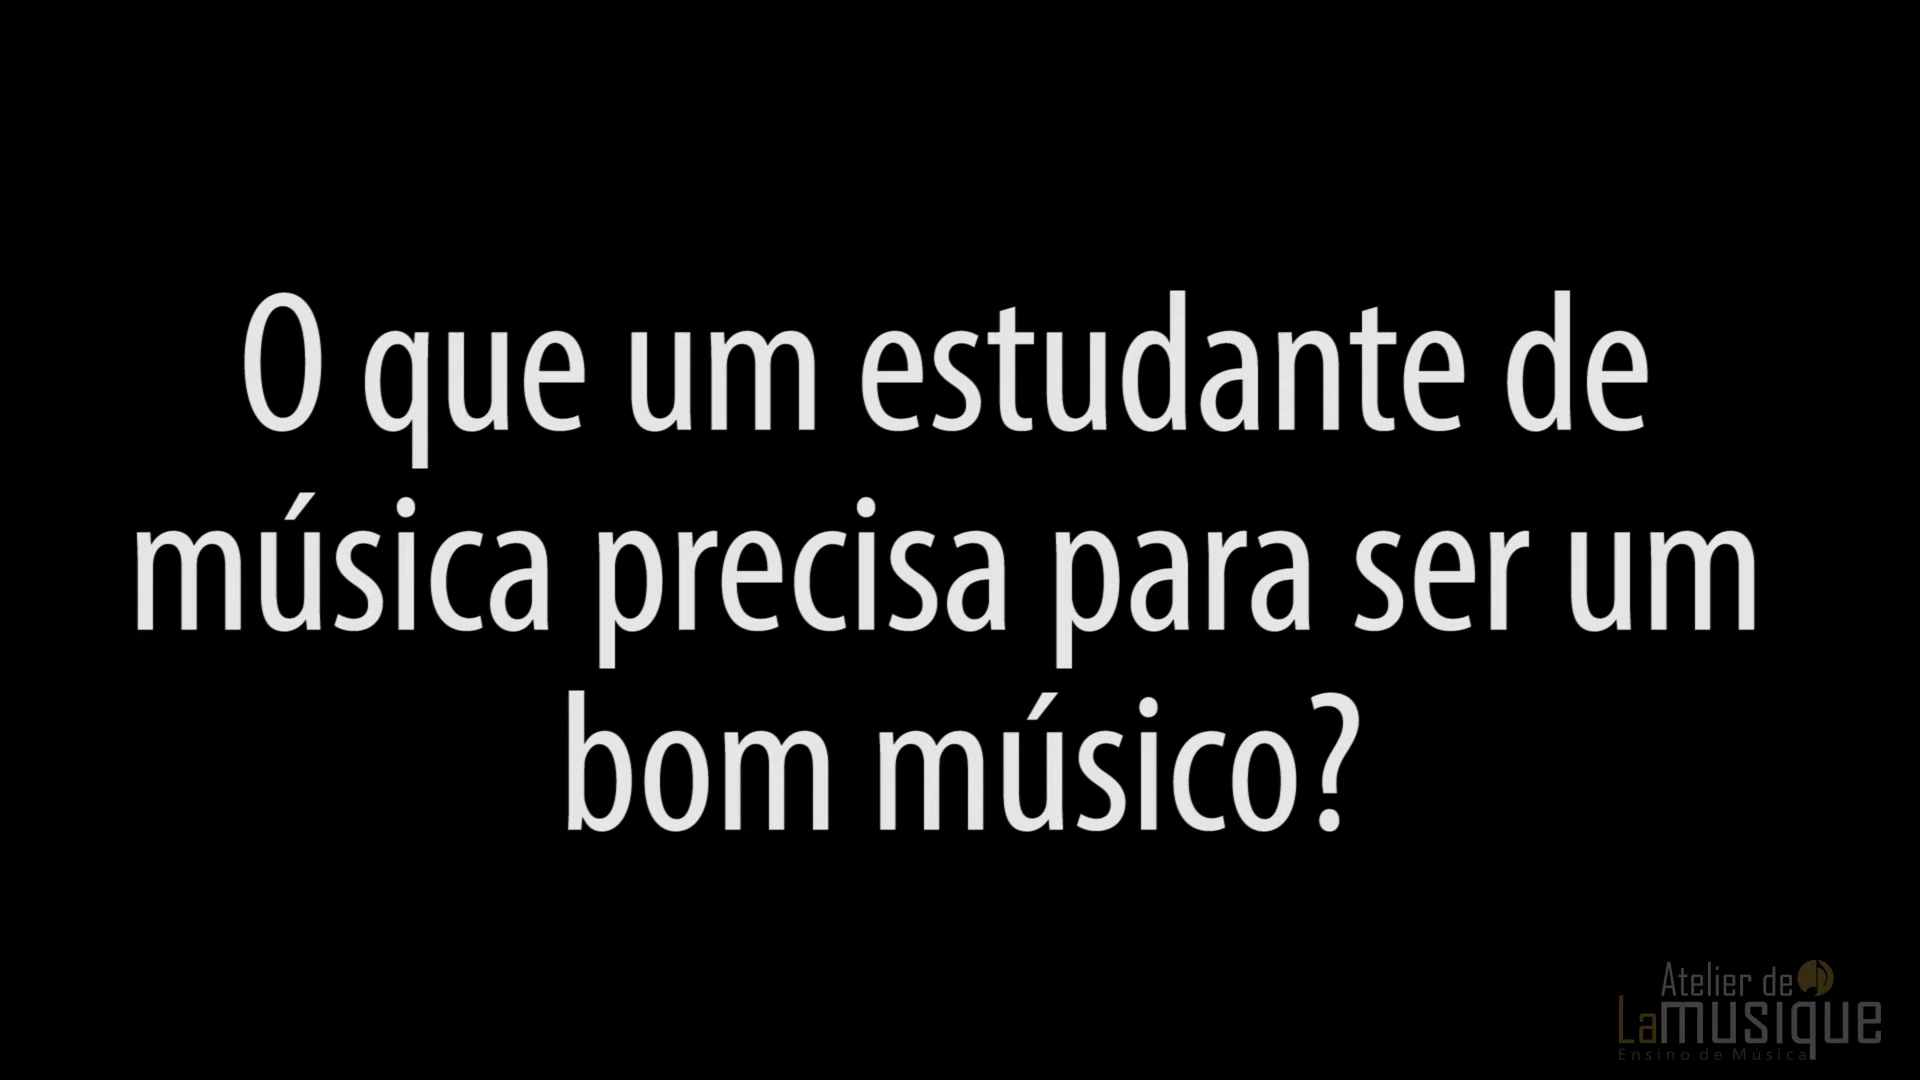 O que um estudante de
música precisa para ser um
bom músico?
Atelier de
Lamusique
Ensino de Música